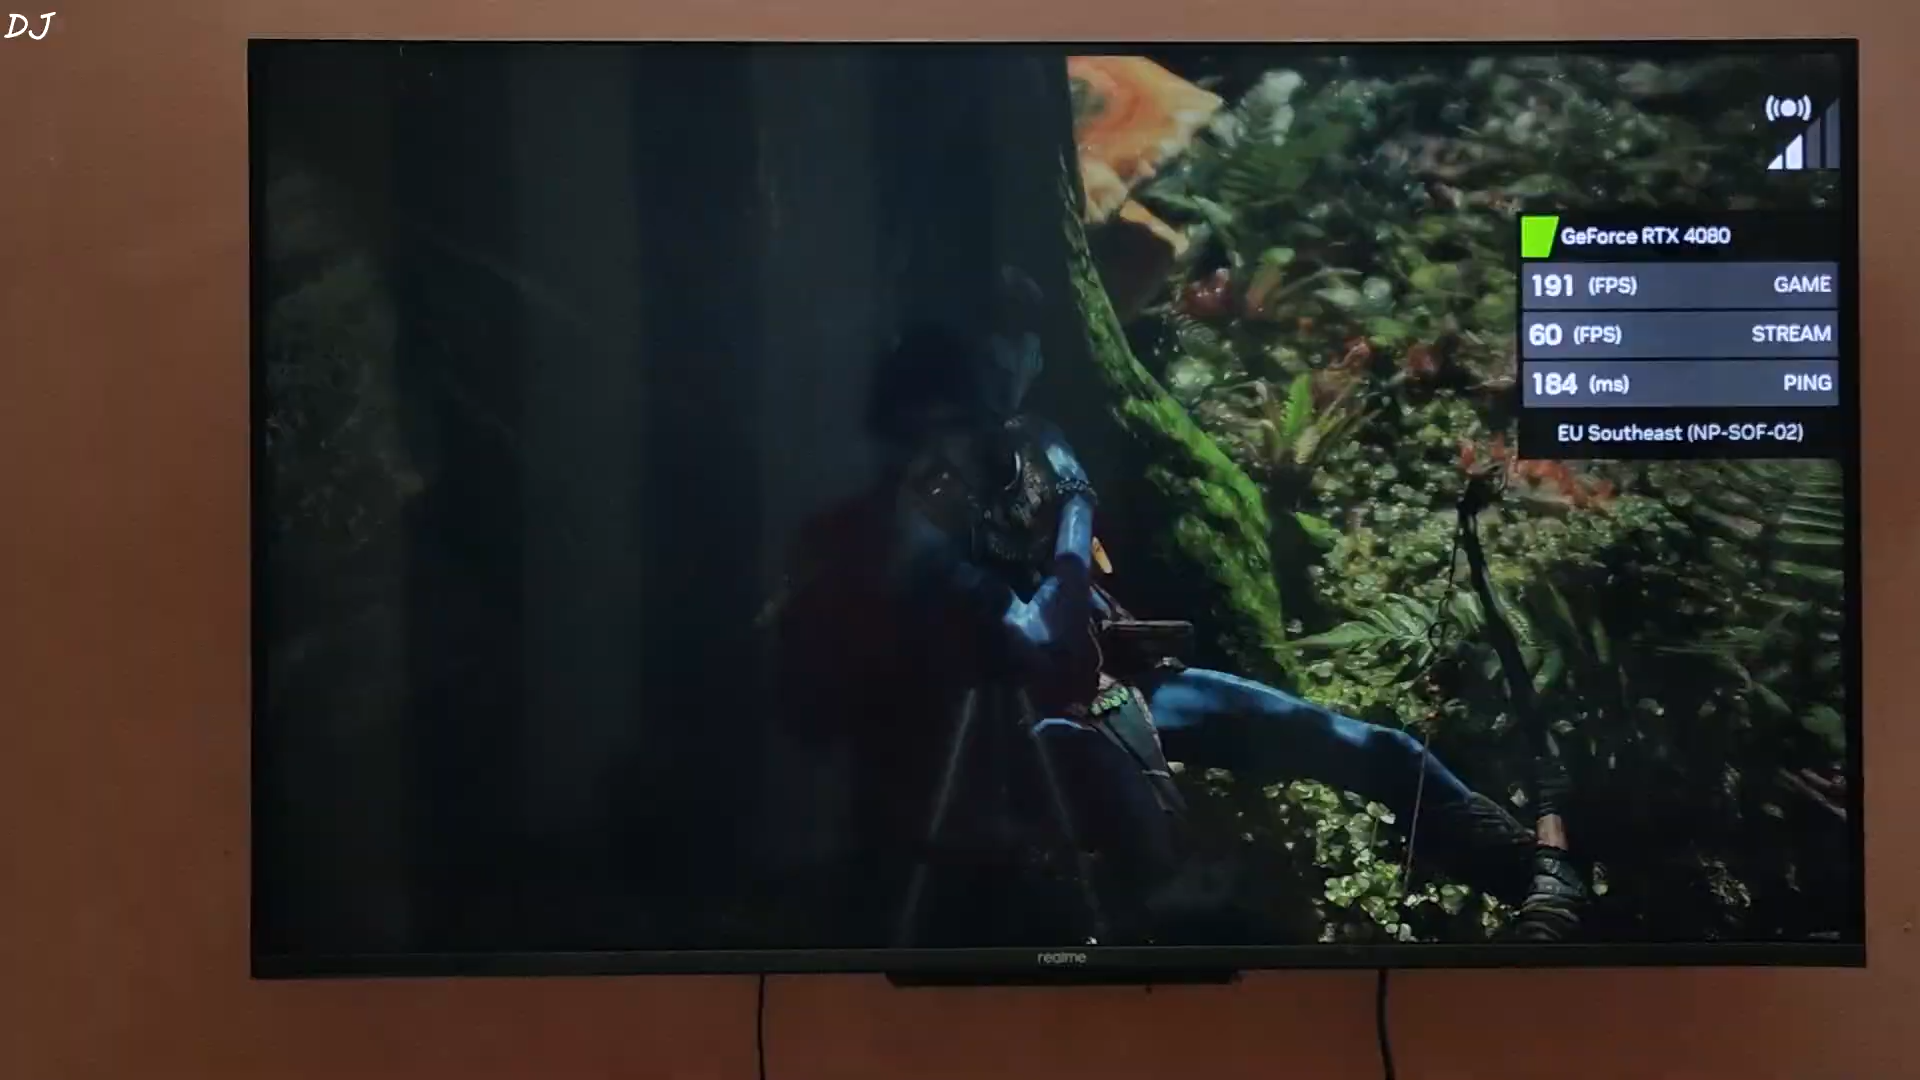 DJ
GeForce RTX 4080
191 (FPS) GAME
60 (FPS) STREAM
184 (ms) PING
EU Southeast (NP-SOF-02)
realme